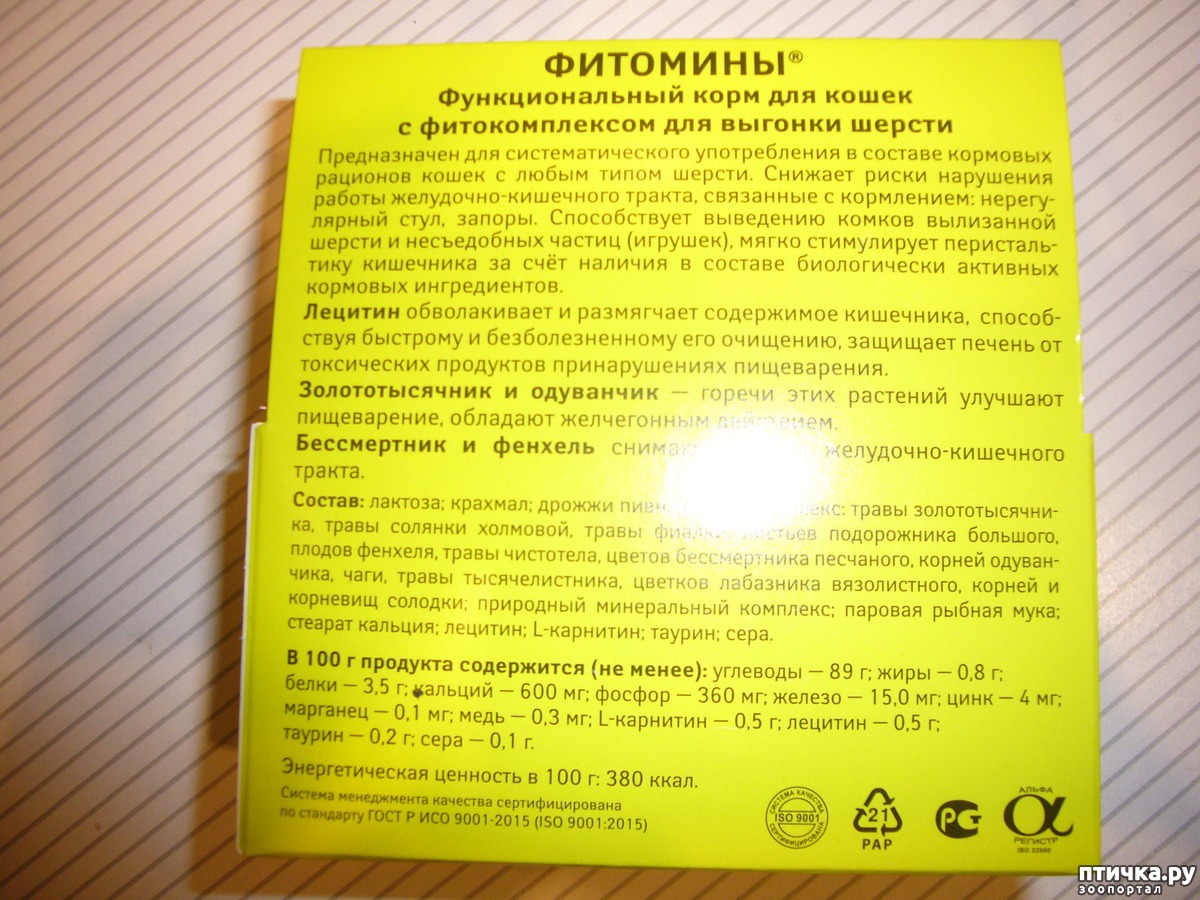 ФИТОМИНЫ®
Функциональный корм для кошек
с фитокомплексом для выгонки шерсти
Предназначен для систематического употребления в составе кормовых
рационов кошек с любым типом шерсти. Снижает риски нарушения
работы желудочно-кишечного тракта, связанные с кормлением: нерегу-
лярный стул, запоры. Способствует выведению комков вылизанной
шерсти и несъедобных частиц (игрушек), мягко стимулирует перисталь-
тику кишечника за счёт наличия в составе биологически активных
кормовых ингредиентов.
Лецитин обволакивает и размягчает содержимое кишечника, способ-
ствуя быстрому и безболезненному его очищению, защищает печень от
токсических продуктов принарушениях пищеварения.
Золототысячник и одуванчик — горечи этих растений улучшают
пищеварение, обладают желчегонным действием.
Бессмертник и фенхель желудочно-кишечного
тракта.
Состав: лактоза; крахмал; дрожжи травы золототысячни-
ка, травы солянки холмовой, травы фиалки, листьев подорожника большого,
плодов фенхеля, травы чистотела, цветов бессмертника песчаного, корней одуван-
чика, чаги, травы тысячелистника, цветков лабазника вязолистного, корней и
корневищ солодки; природный минеральный комплекс; паровая рыбная мука;
стеарат кальция; лецитин; L-карнитин; таурин; сера.
В 100 г продукта содержится (не менее): углеводы — 89 г; жиры — 0,8 г;
белки — 3,5 г; кальций — 600 мг; фосфор — 360 мг; железо — 15,0 мг; цинк — 4 мг;
марганец — 0,1 мг; медь — 0,3 мг; L-карнитин — 0,5 г; лецитин — 0,5 г;
таурин — 0,2 г; сера — 0,1 г.
Энергетическая ценность в 100 г: 380 ккал.
Система менеджмента качества сертифицирована
по стандарту ГОСТ Р ИСО 9001-2015 (ISO 9001:2015)
СИСТЕМА КАЧЕСТВА
ISO 9001
СЕРТИФИЦИРОВАНА
21
PAP
РСТ
АЛЬФА
α
РЕГИСТР
ISO 22000
птичка.ру
зоопортал